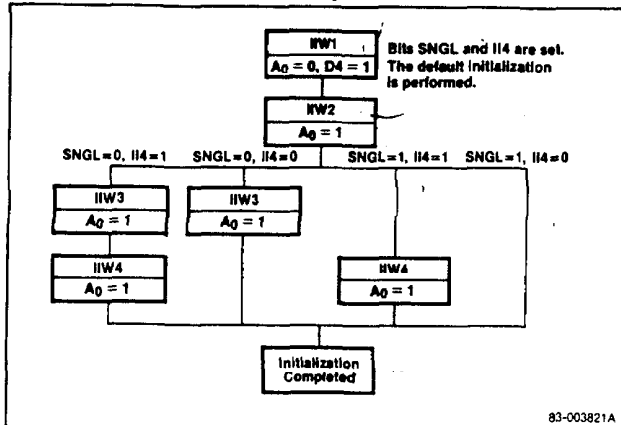 IIW1
A0 = 0, D4 = 1
Bits SNGL and II4 are set.
The default initialization
is performed.
IIW2
A0 = 1
SNGL=0, II4=1
SNGL=0, II4=0
SNGL=1, II4=1
SNGL=1, II4=0
IIW3
A0 = 1
IIW3
A0 = 1
IIW4
A0 = 1
IIW4
A0 = 1
Initialization
Completed
83-003821A